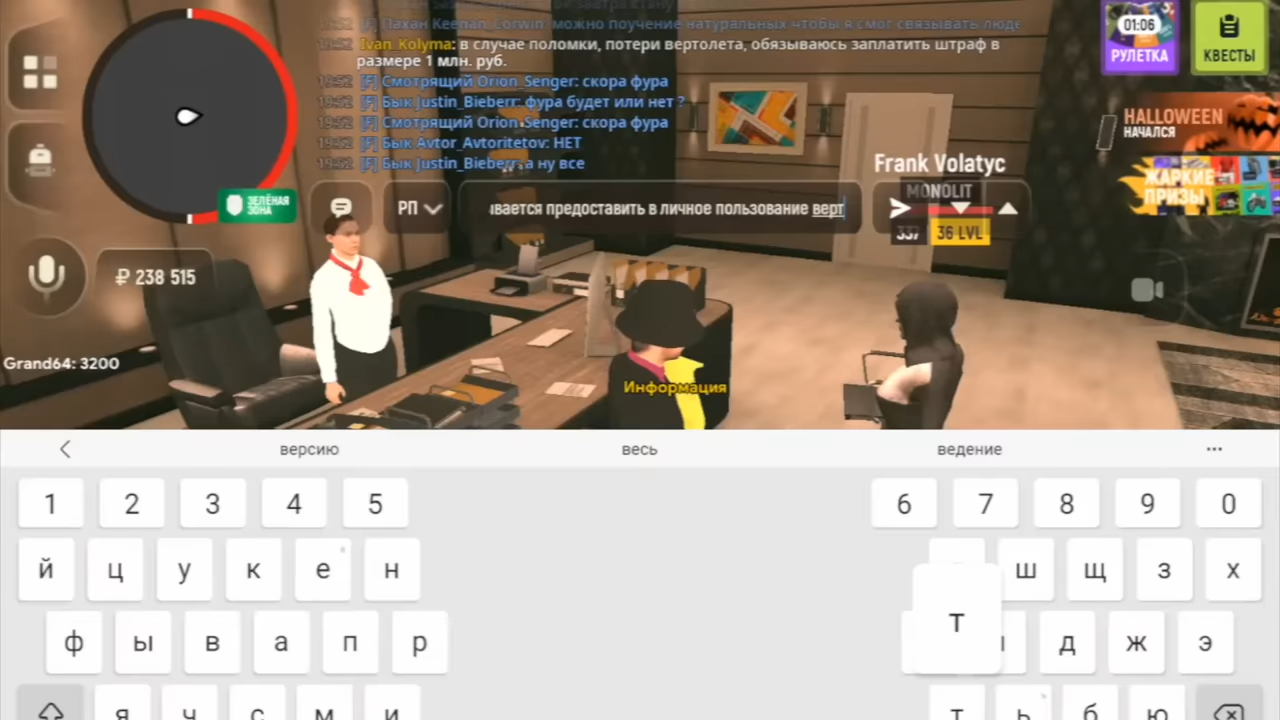 19:52 [F] Пахан Keenan_Corwin: можно поучение натуральных чтобы я смог связывать люде
19:52 Ivan_Kolyma: в случае поломки, потери вертолета, обязываюсь заплатить штраф в
размере 1 млн. руб.
19:52 [F] Смотрящий Orion_Senger: скора фура
19:52 [F] Бык Justin_Bieberr: фура будет или нет ?
19:52 [F] Смотрящий Orion_Senger: скора фура
19:52 [F] Бык Avtor_Avtoritetov: НЕТ
19:52 [F] Бык Justin_Bieberr: а ну все
01:06
РУЛЕТКА
КВЕСТЫ
HALLOWEEN
НАЧАЛСЯ
ЖАРКИЕ
ПРИЗЫ
ЗЕЛЁНАЯ
ЗОНА
РП
ивается предоставить в личное пользование верт
Frank Volatyc
MONOLIT
337
36 LVL
₽ 238 515
Grand64: 3200
Информация
версию весь ведение ...
1 2 3 4 5 6 7 8 9 0
й ц у к е н ш щ з х
ф ы в а п р т д ж э
я ч с м и т ь б ю